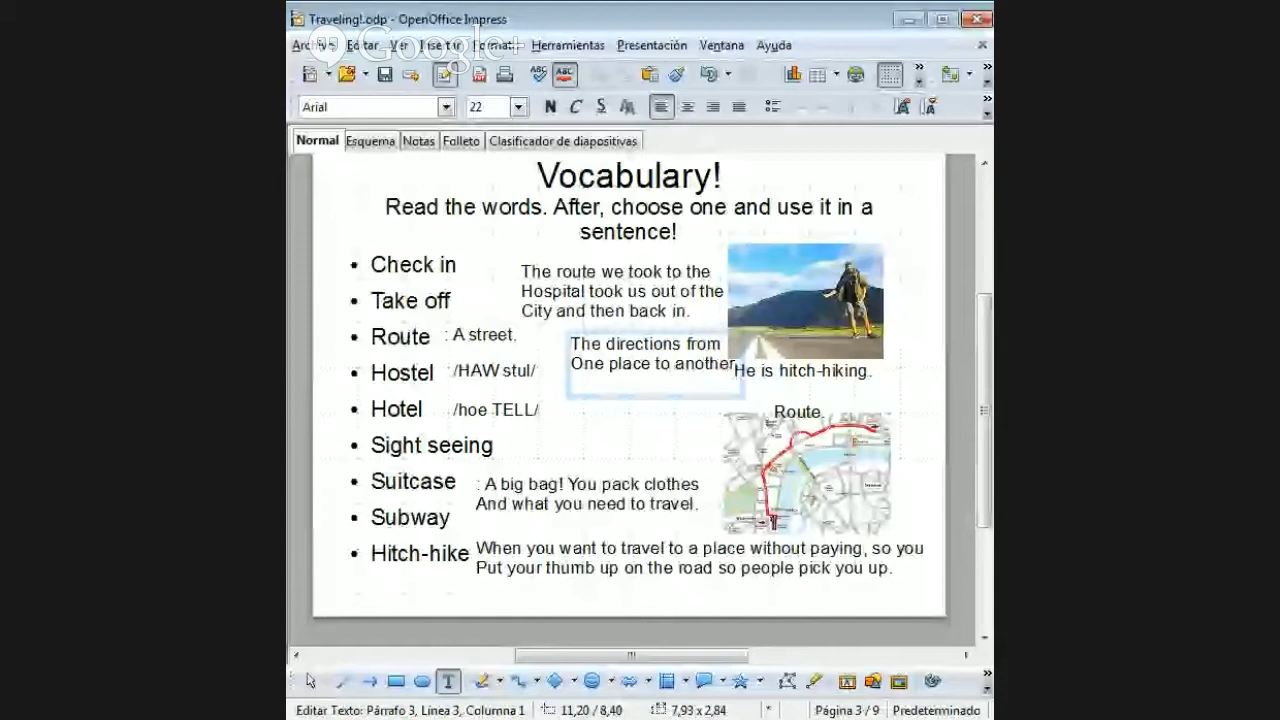 Traveling!.odp - OpenOffice Impress
Archivo Editar Ver Insertar Formato Herramientas Presentación Ventana Ayuda
Google+
Arial 22 N C S
Normal Esquema Notas Folleto Clasificador de diapositivas
Vocabulary!
Read the words. After, choose one and use it in a
sentence!
• Check in
• Take off
• Route : A street.
• Hostel /HAW stul/
• Hotel /hoe TELL/
• Sight seeing
• Suitcase : A big bag! You pack clothes
And what you need to travel.
• Subway
• Hitch-hike When you want to travel to a place without paying, so you
Put your thumb up on the road so people pick you up.
The route we took to the
Hospital took us out of the
City and then back in.
The directions from
One place to another
He is hitch-hiking.
Route.
Editar Texto: Párrafo 3, Línea 3, Columna 1 11,20 / 8,40 7,93 x 2,84 * Página 3 / 9 Predeterminado